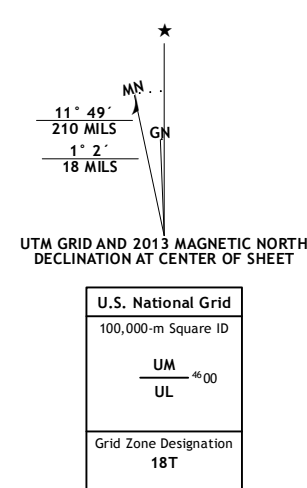 ★
MN
11° 49´
210 MILS
GN
1° 2´
18 MILS
UTM GRID AND 2013 MAGNETIC NORTH
DECLINATION AT CENTER OF SHEET
U.S. National Grid
100,000-m Square ID
UM
4600
UL
Grid Zone Designation
18T